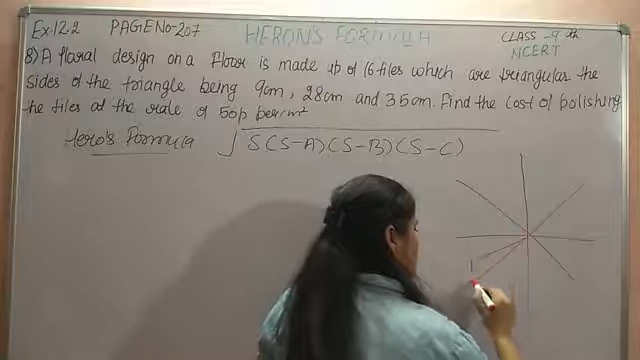 Ex.12.2 PAGE No-207 HERON'S FORMULA CLASS -9th
NCERT
8) A floral design on a floor is made up of 16 tiles which are triangular the
sides of the triangle being 9cm, 28cm and 35cm. Find the cost of polishing
the tiles at the rate of 50p per cm²
Hero's Formula √S(S-A)(S-B)(S-C)